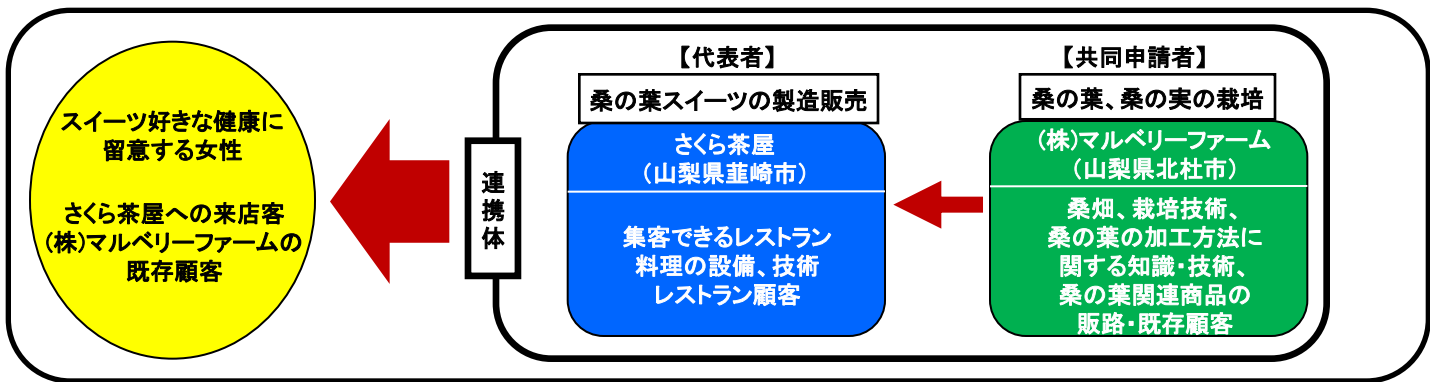 スイーツ好きな健康に
留意する女性
さくら茶屋への来店客
(株)マルベリーファームの
既存顧客
連携体
【代表者】
桑の葉スイーツの製造販売
さくら茶屋
(山梨県韮崎市)
集客できるレストラン
料理の設備、技術
レストラン顧客
【共同申請者】
桑の葉、桑の実の栽培
(株)マルベリーファーム
(山梨県北杜市)
桑畑、栽培技術、
桑の葉の加工方法に
関する知識・技術、
桑の葉関連商品の
販路・既存顧客